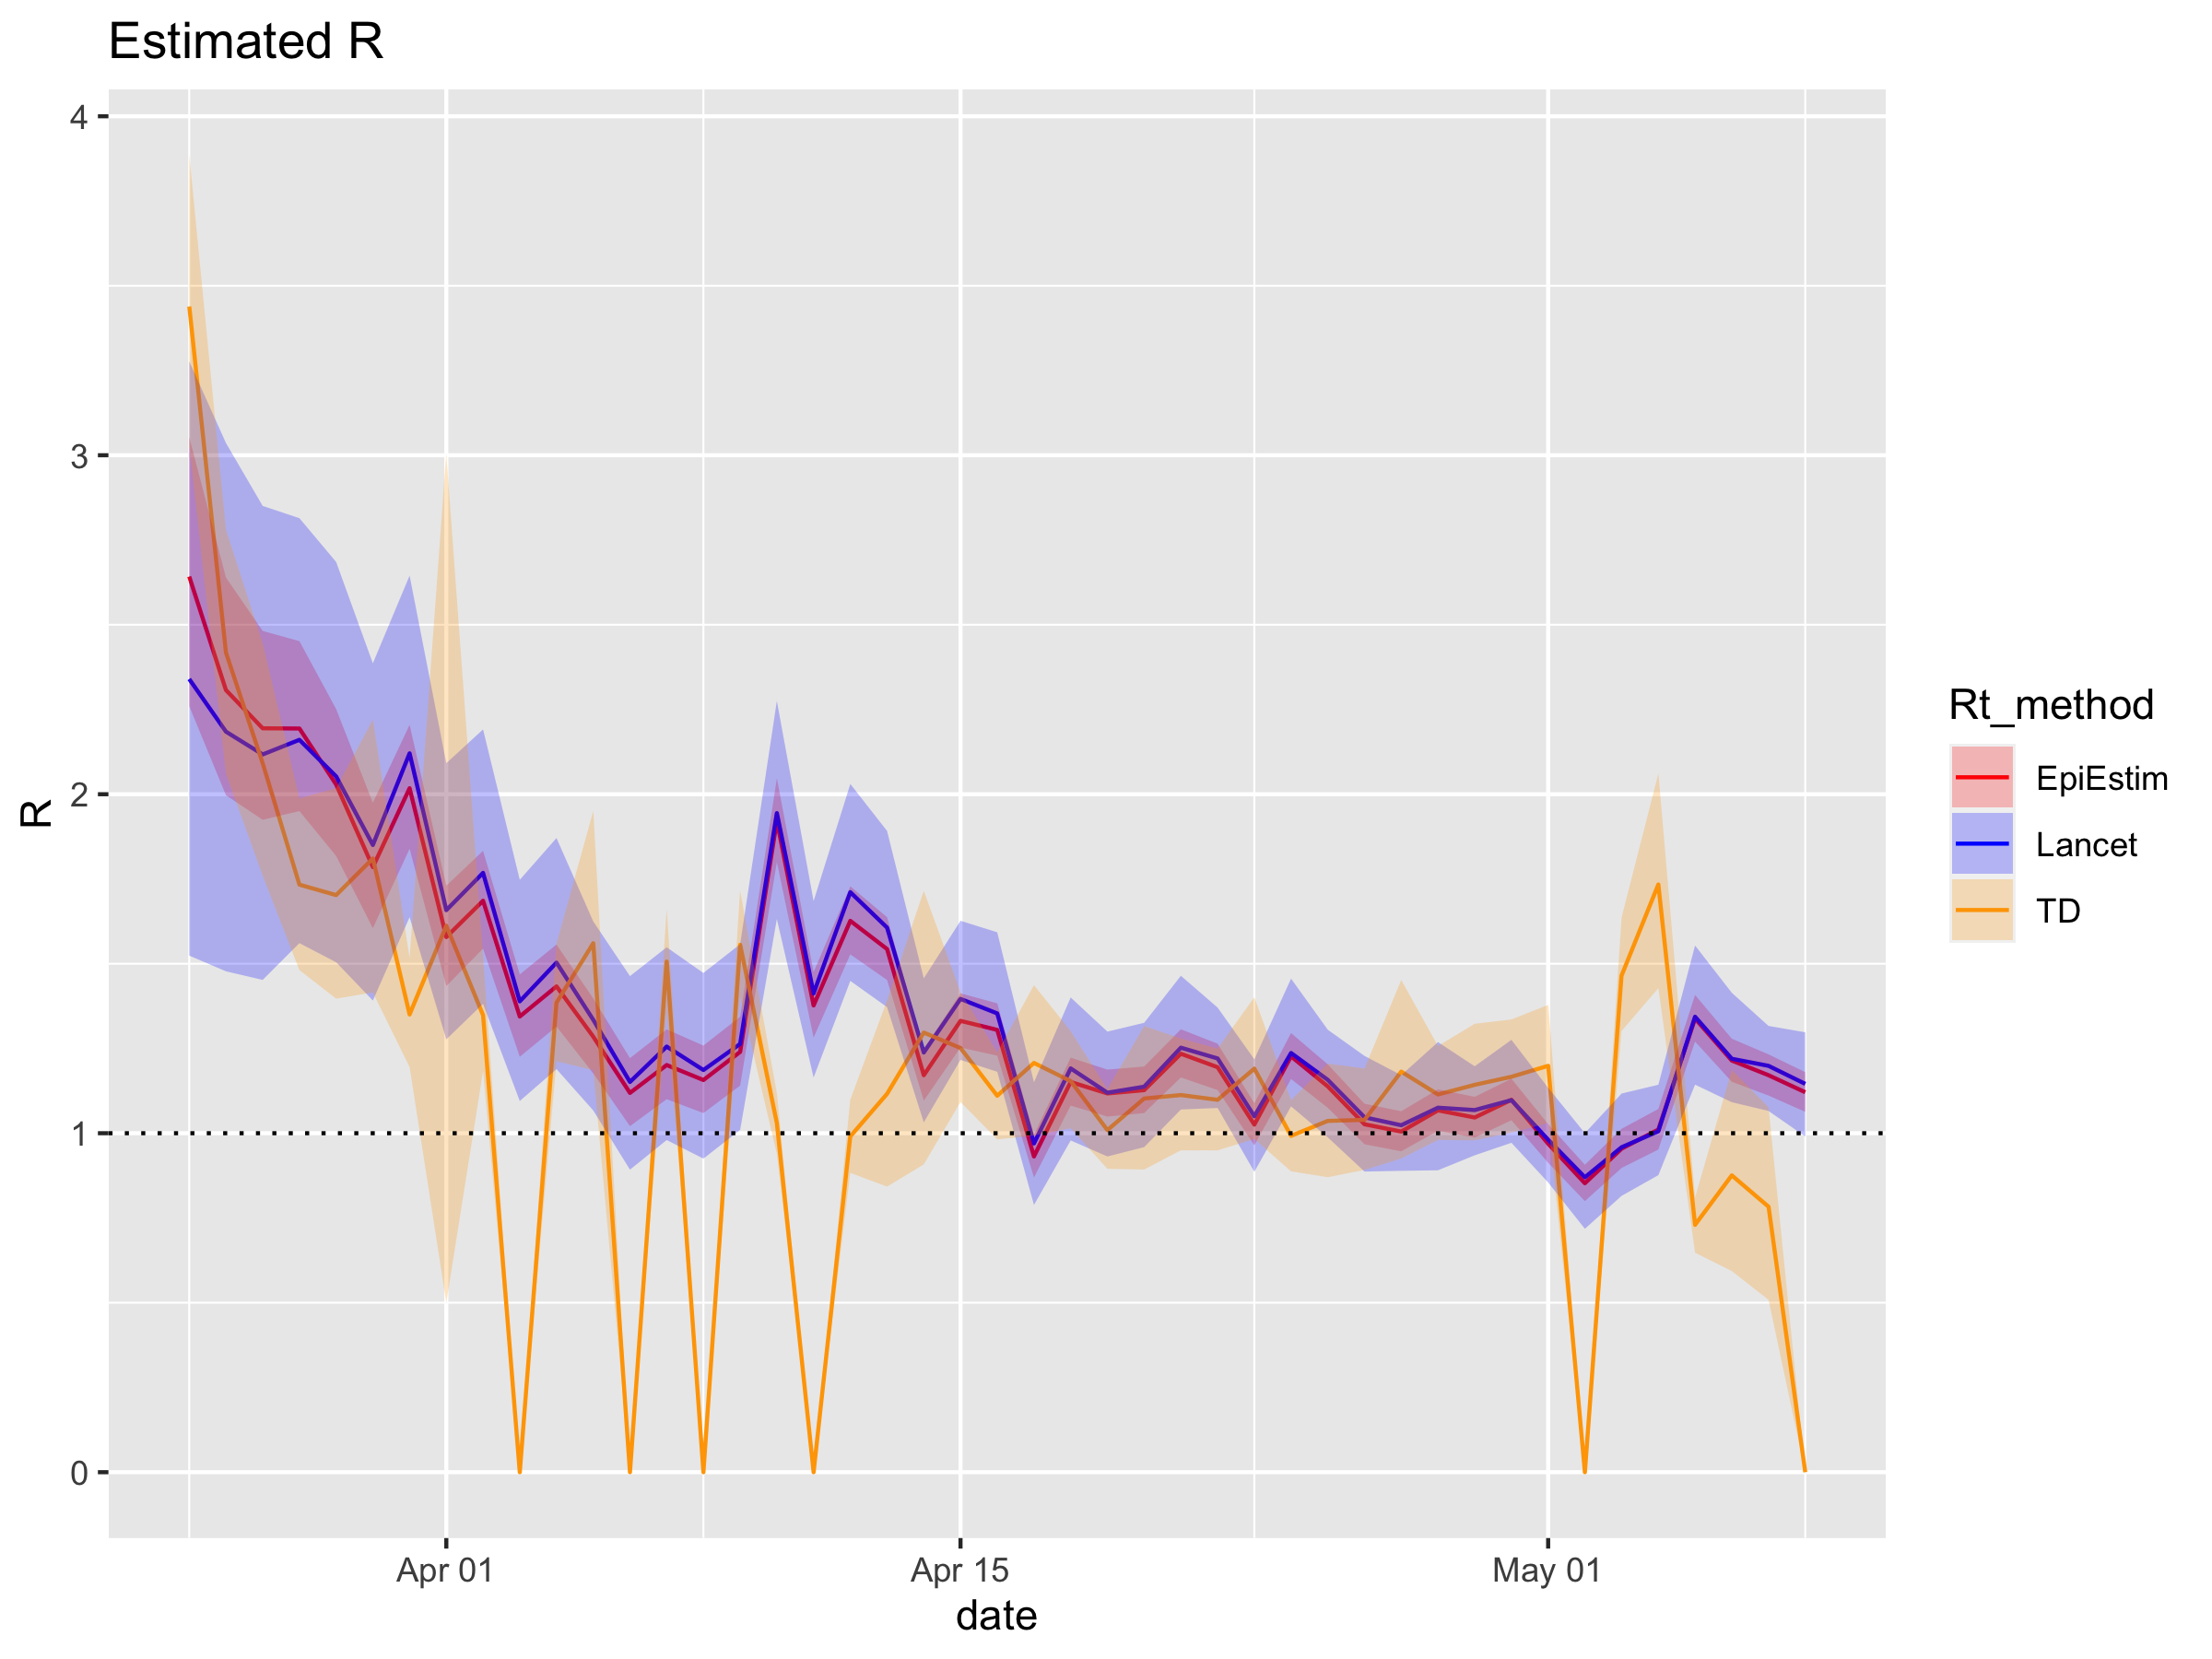 Estimated R
4
3
2
1
0
R
Apr 01
Apr 15
May 01
date
Rt_method
EpiEstim
Lancet
TD